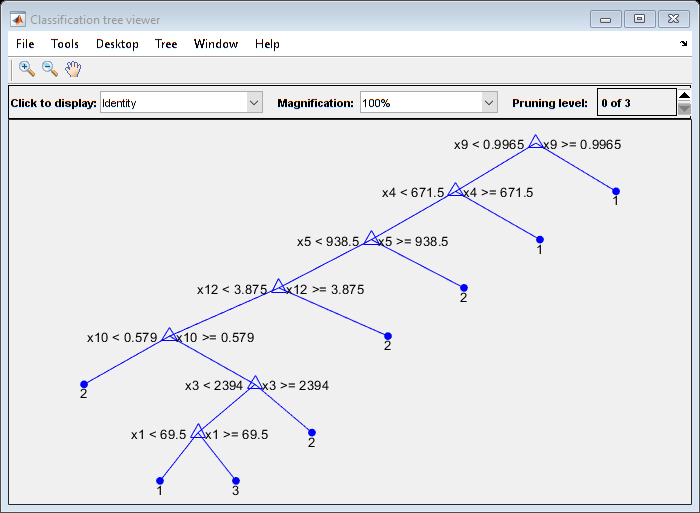 Classification tree viewer
File Tools Desktop Tree Window Help
Click to display: Identity Magnification: 100% Pruning level: 0 of 3
x9 < 0.9965 x9 >= 0.9965
x4 < 671.5 x4 >= 671.5
1
x5 < 938.5 x5 >= 938.5
1
x12 < 3.875 x12 >= 3.875
2
x10 < 0.579 x10 >= 0.579
2
x3 < 2394 x3 >= 2394
2
x1 < 69.5 x1 >= 69.5
2
1 3